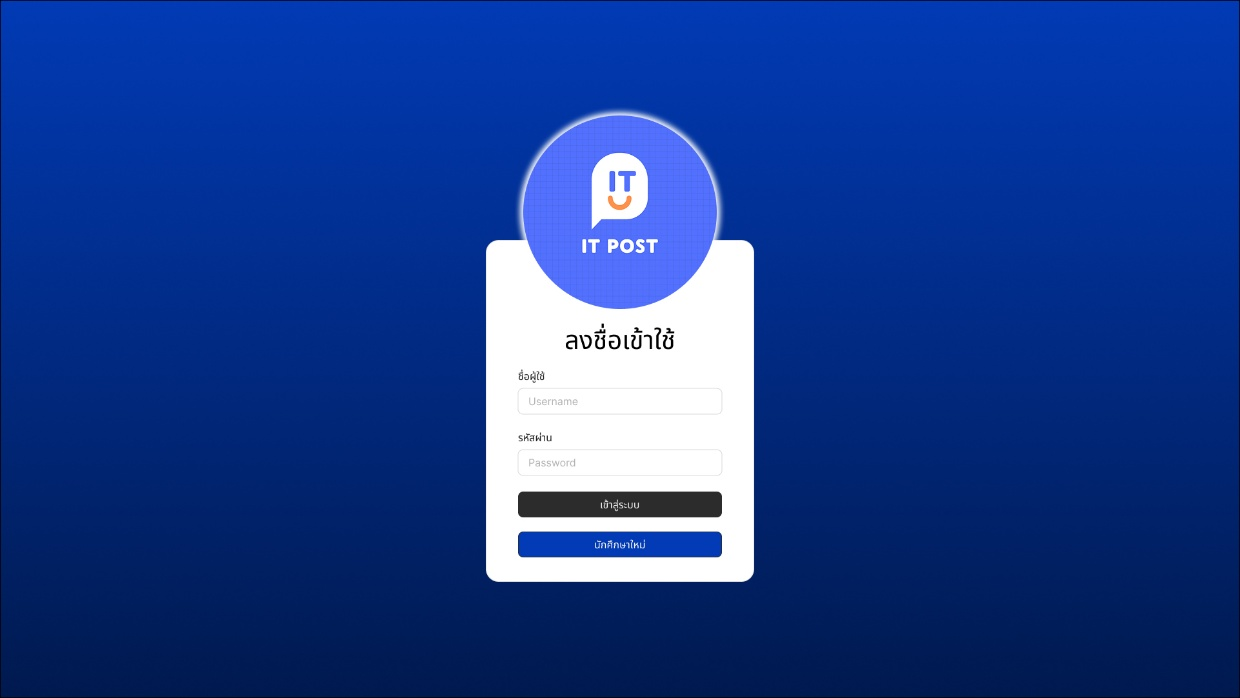 IT
IT POST
ลงชื่อเข้าใช้
ชื่อผู้ใช้
Username
รหัสผ่าน
Password
เข้าสู่ระบบ
นักศึกษาใหม่